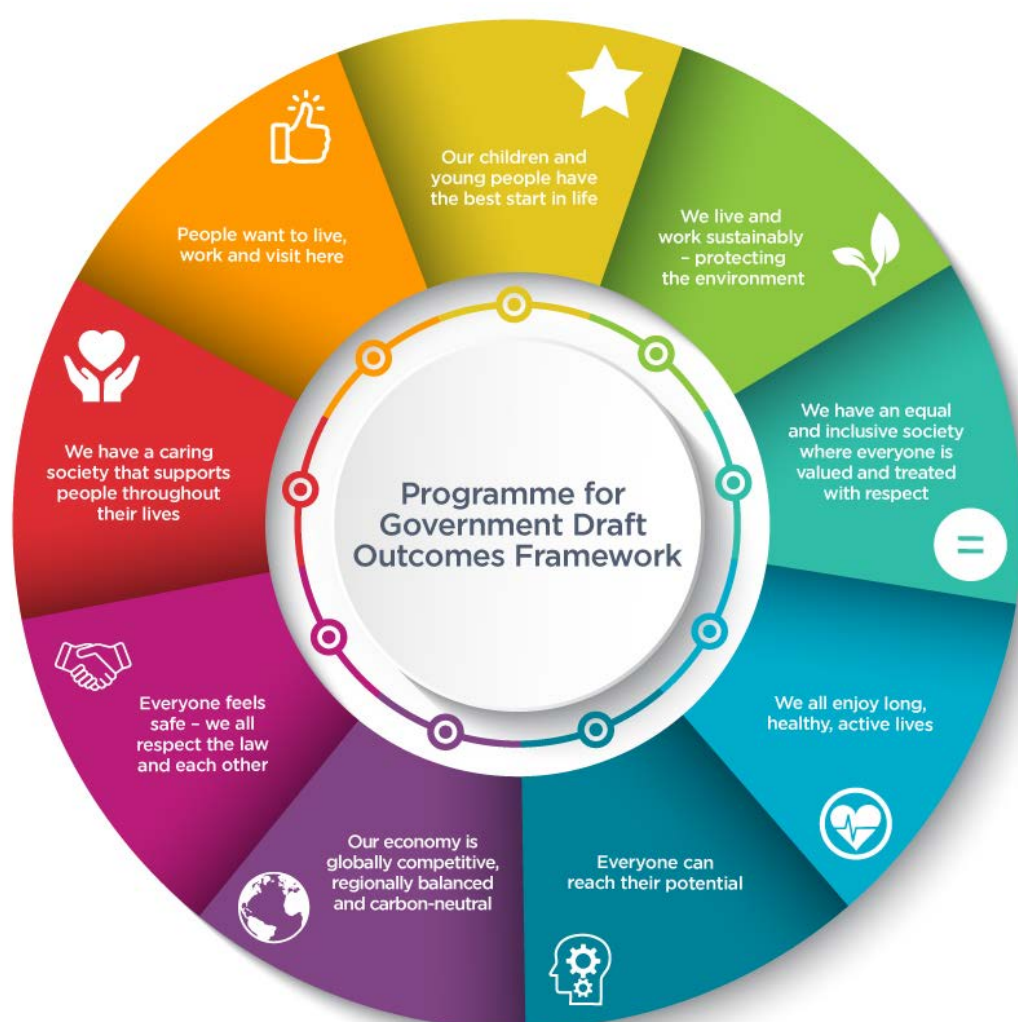 Our children and
young people have
the best start in life
We live and
work sustainably
– protecting
the environment
We have an equal
and inclusive society
where everyone is
valued and treated
with respect
=
We all enjoy long,
healthy, active lives
Everyone can
reach their potential
Our economy is
globally competitive,
regionally balanced
and carbon-neutral
Everyone feels
safe – we all
respect the law
and each other
We have a caring
society that supports
people throughout
their lives
People want to live,
work and visit here
Programme for
Government Draft
Outcomes Framework